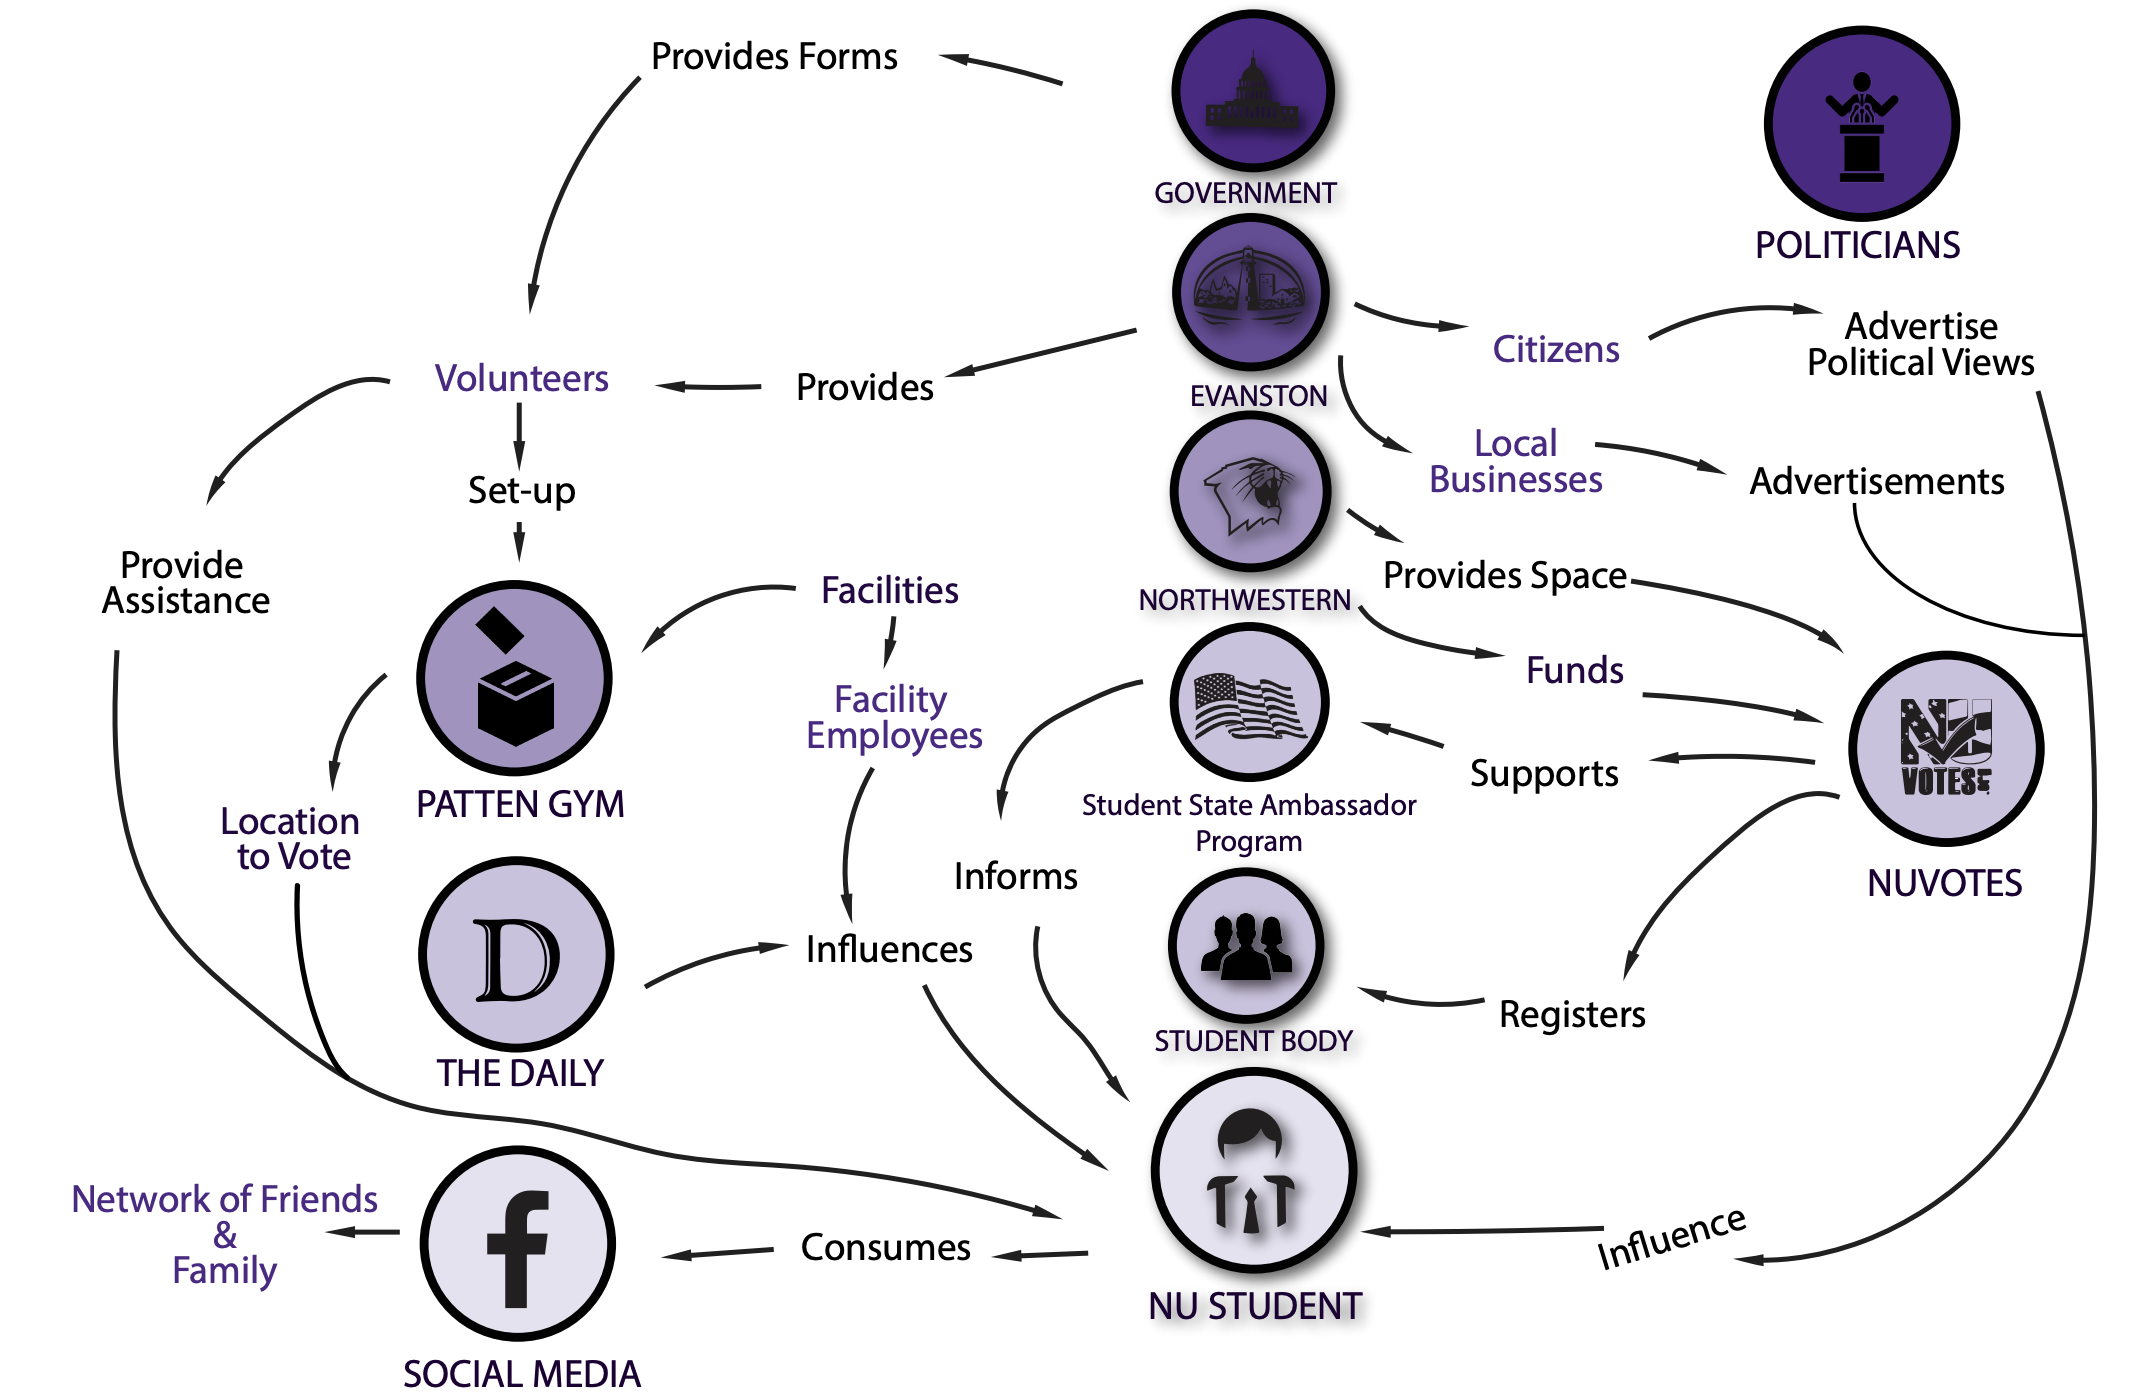 Provides Forms
GOVERNMENT
POLITICIANS
EVANSTON
Citizens
Advertise
Political Views
Volunteers
Provides
Local
Businesses
Advertisements
Set-up
Provide
Assistance
Facilities
NORTHWESTERN
Provides Space
Funds
Facility
Employees
PATTEN GYM
Supports
NU
VOTES
NUVOTES
Student State Ambassador
Program
Location
to Vote
Informs
D
THE DAILY
Influences
Registers
STUDENT BODY
Network of Friends
&
Family
f
SOCIAL MEDIA
Consumes
NU STUDENT
Influence